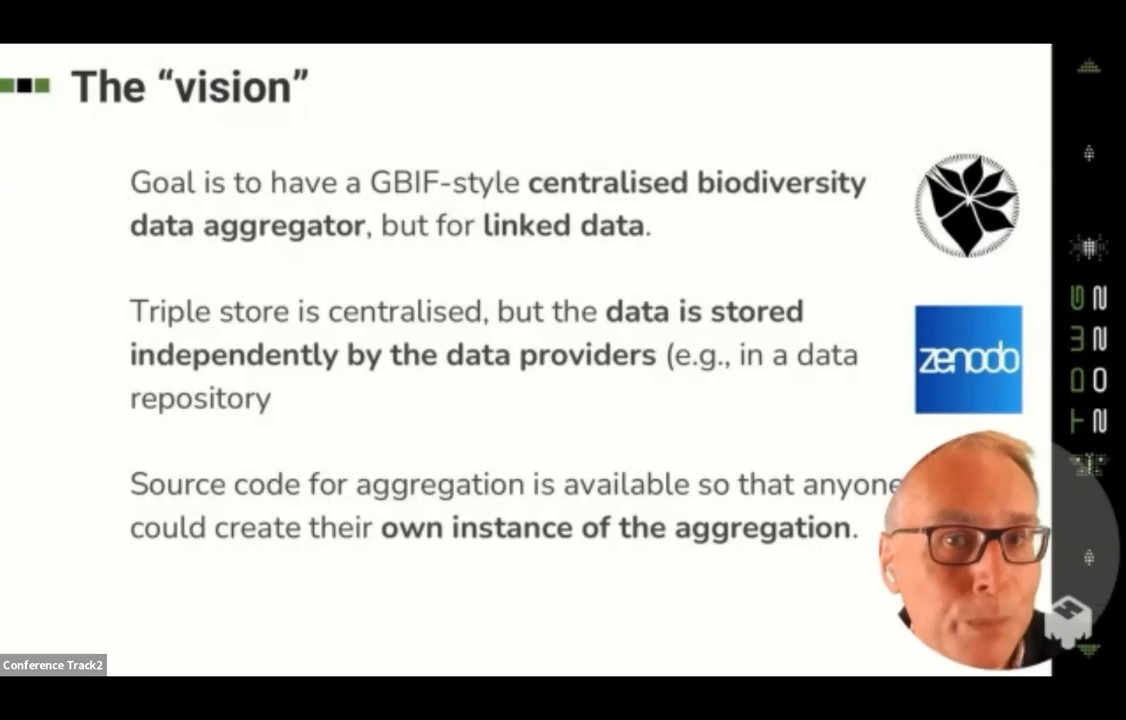 The “vision”
Goal is to have a GBIF-style centralised biodiversity
data aggregator, but for linked data.
Triple store is centralised, but the data is stored
independently by the data providers (e.g., in a data
repository
Source code for aggregation is available so that anyone
could create their own instance of the aggregation.
zenodo
TDWG
2022
Conference Track2